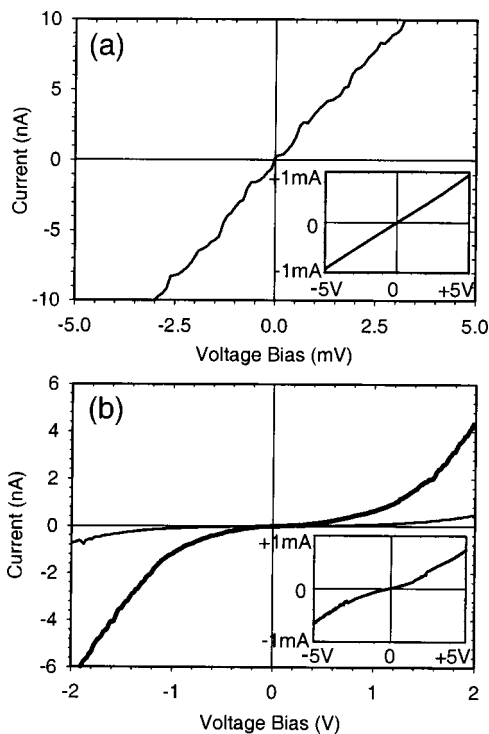 (a)
10
5
0
-5
-10
Current (nA)
-5.0 -2.5 0.0 2.5 5.0
Voltage Bias (mV)
+1mA
0
-1mA
-5V 0 +5V
(b)
6
4
2
0
-2
-4
-6
Current (nA)
-2 -1 0 1 2
Voltage Bias (V)
+1mA
0
-1mA
-5V 0 +5V